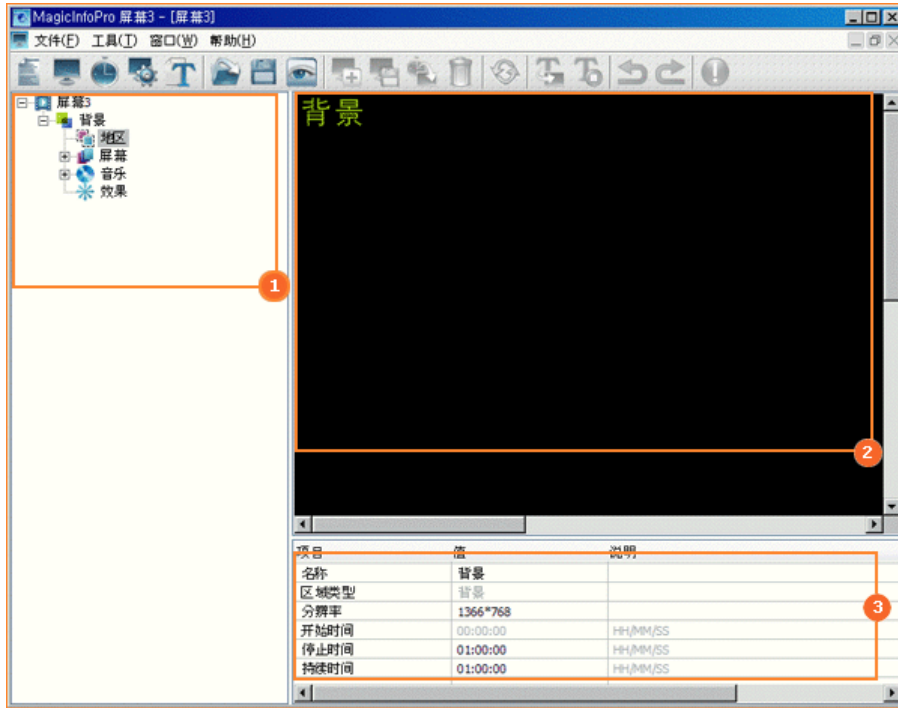 MagicInfoPro 屏幕3 - [屏幕3]
文件(F) 工具(T) 窗口(W) 帮助(H)
屏幕3
背景
地区
屏幕
音乐
效果
1
背景
2
项目 值 说明
名称 背景
区域类型 背景
分辨率 1366*768
开始时间 00:00:00 HH/MM/SS
停止时间 01:00:00 HH/MM/SS
持续时间 01:00:00 HH/MM/SS
3